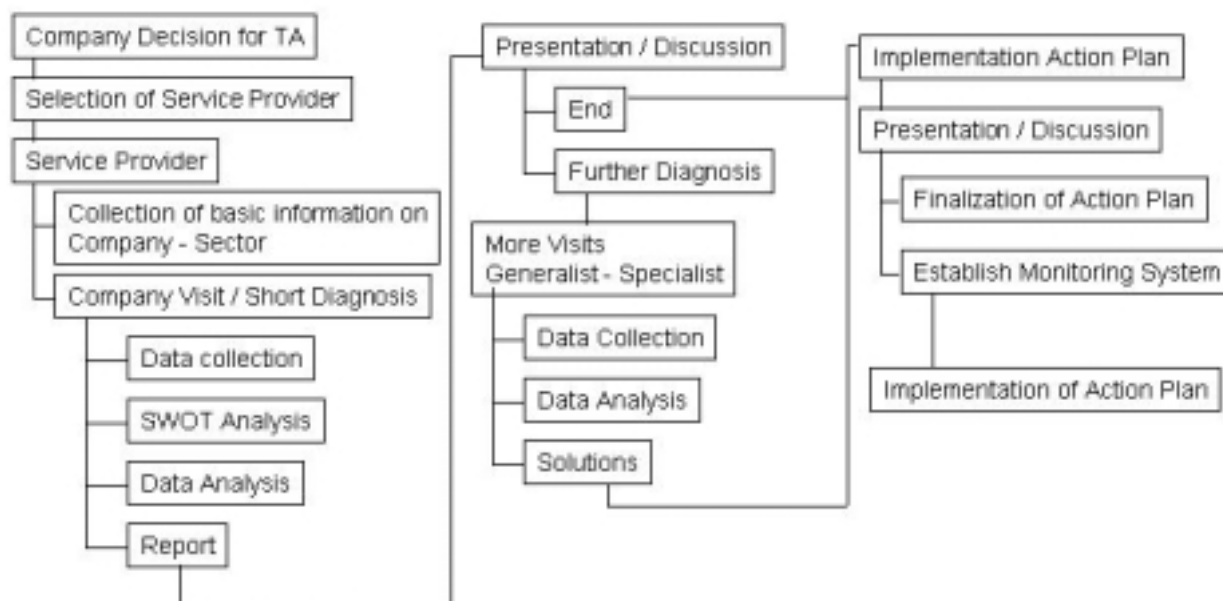 Company Decision for TA
Selection of Service Provider
Service Provider
Collection of basic information on
Company - Sector
Company Visit / Short Diagnosis
Data collection
SWOT Analysis
Data Analysis
Report
Presentation / Discussion
End
Further Diagnosis
More Visits
Generalist - Specialist
Data Collection
Data Analysis
Solutions
Implementation Action Plan
Presentation / Discussion
Finalization of Action Plan
Establish Monitoring System
Implementation of Action Plan